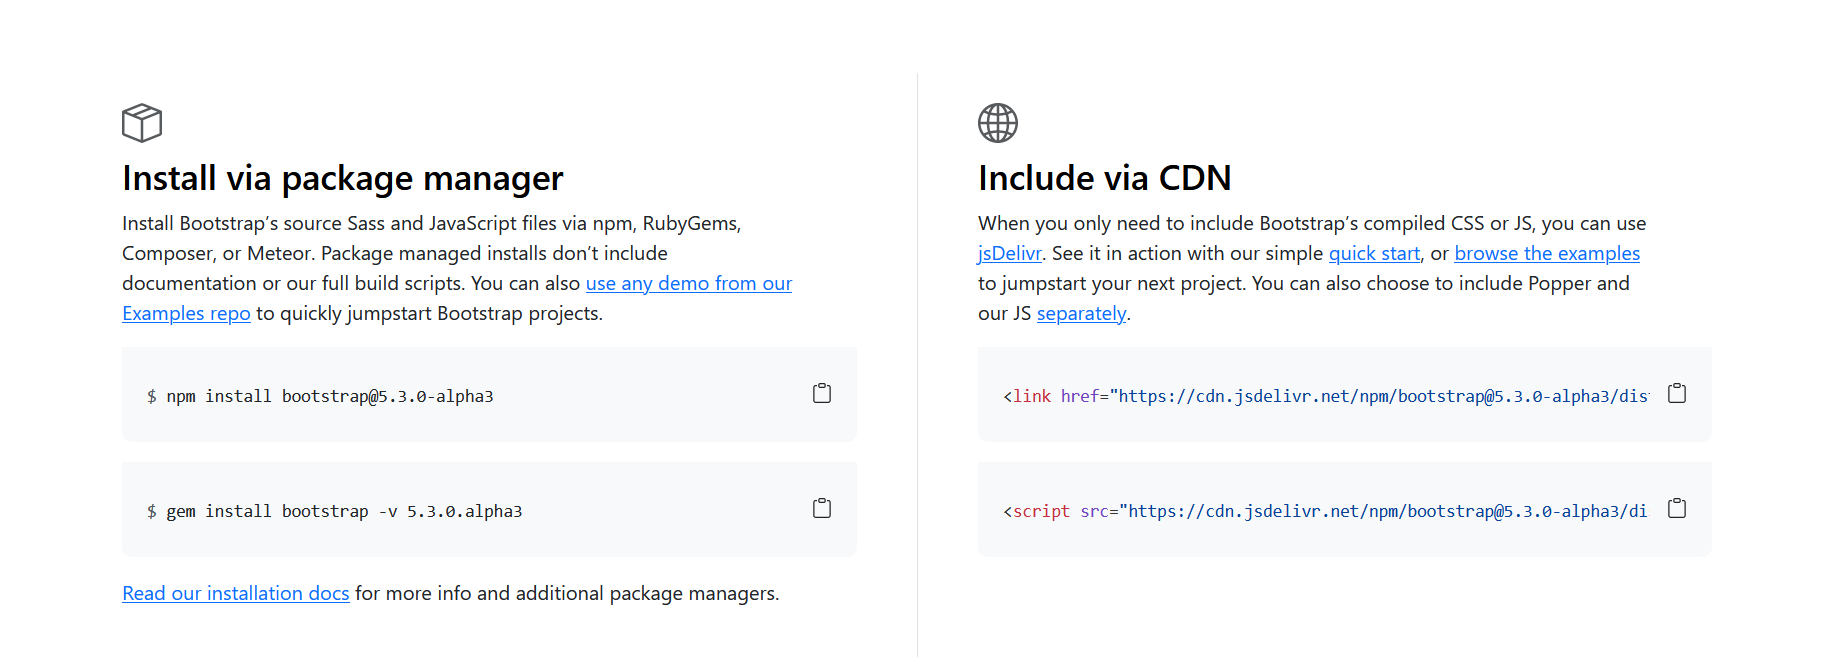 Install via package manager
Install Bootstrap’s source Sass and JavaScript files via npm, RubyGems,
Composer, or Meteor. Package managed installs don’t include
documentation or our full build scripts. You can also use any demo from our
Examples repo to quickly jumpstart Bootstrap projects.
$ npm install bootstrap@5.3.0-alpha3
$ gem install bootstrap -v 5.3.0.alpha3
Read our installation docs for more info and additional package managers.
Include via CDN
When you only need to include Bootstrap’s compiled CSS or JS, you can use
jsDelivr. See it in action with our simple quick start, or browse the examples
to jumpstart your next project. You can also choose to include Popper and
our JS separately.
<link href="https://cdn.jsdelivr.net/npm/bootstrap@5.3.0-alpha3/dis
<script src="https://cdn.jsdelivr.net/npm/bootstrap@5.3.0-alpha3/di